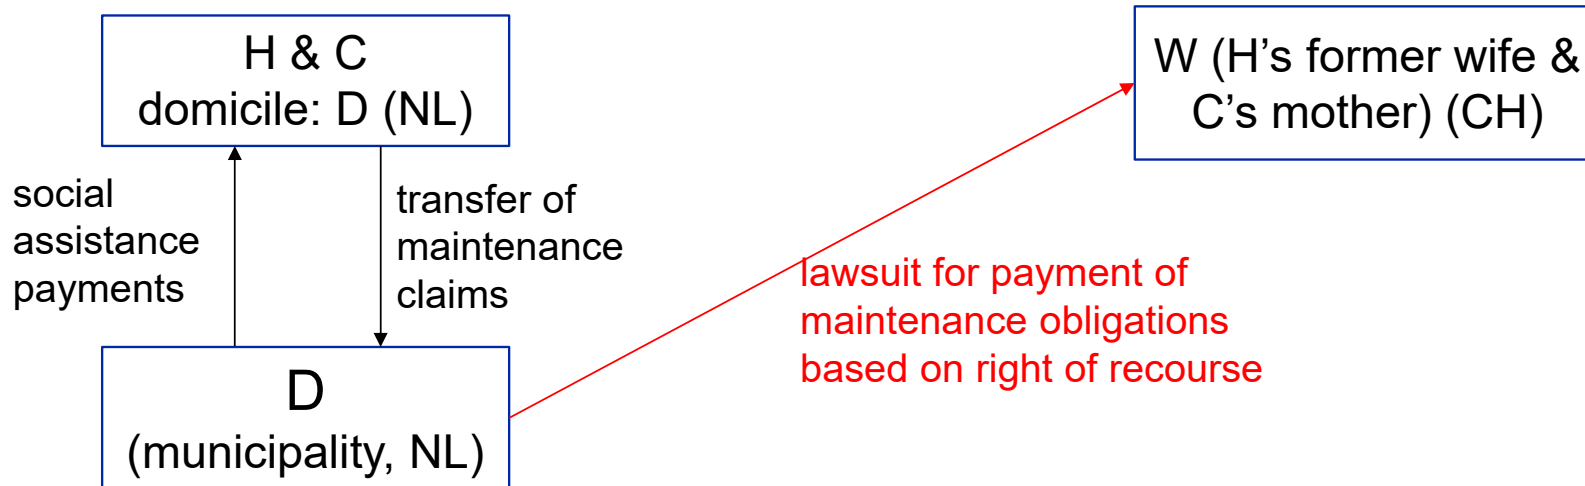 H & C
domicile: D (NL)
W (H’s former wife &
C’s mother) (CH)
social
assistance
payments
transfer of
maintenance
claims
lawsuit for payment of
maintenance obligations
based on right of recourse
D
(municipality, NL)